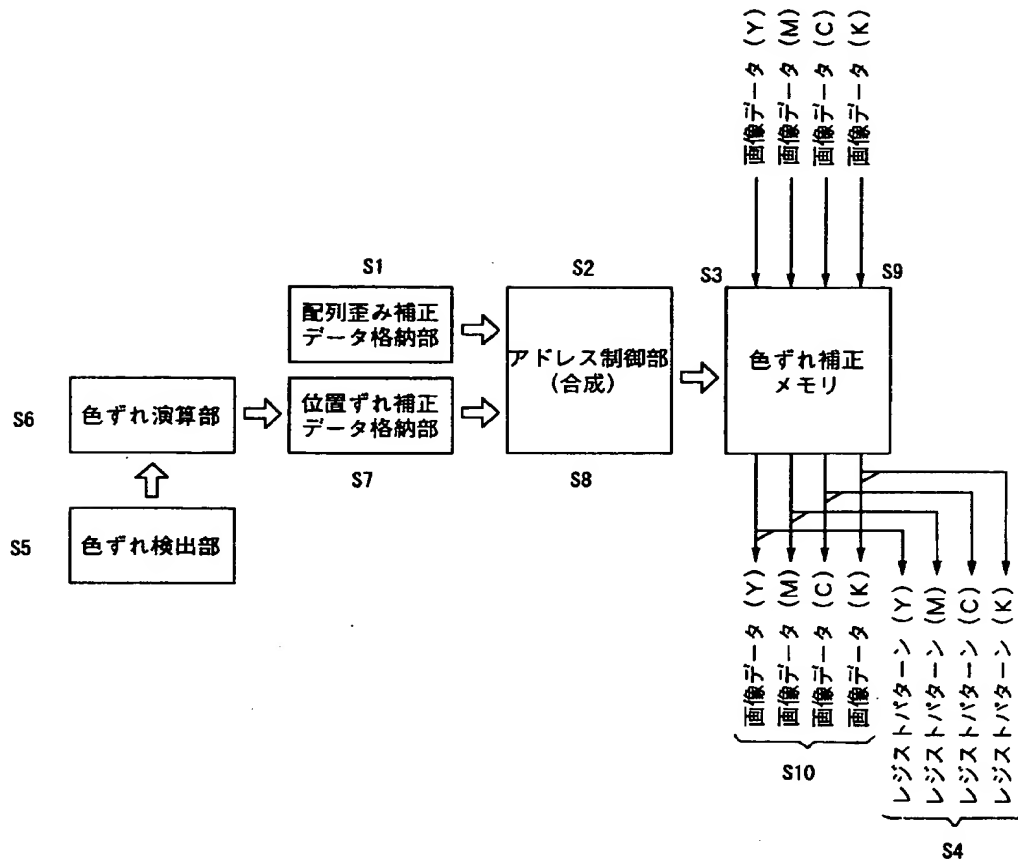 画像データ (Y)
画像データ (M)
画像データ (C)
画像データ (K)
S1
S2
S3
S9
配列歪み補正
データ格納部
アドレス制御部
(合成)
色ずれ補正
メモリ
S6
色ずれ演算部
位置ずれ補正
データ格納部
S7
S8
S5
色ずれ検出部
画像データ (Y)
画像データ (M)
画像データ (C)
画像データ (K)
S10
レジストパターン (Y)
レジストパターン (M)
レジストパターン (C)
レジストパターン (K)
S4